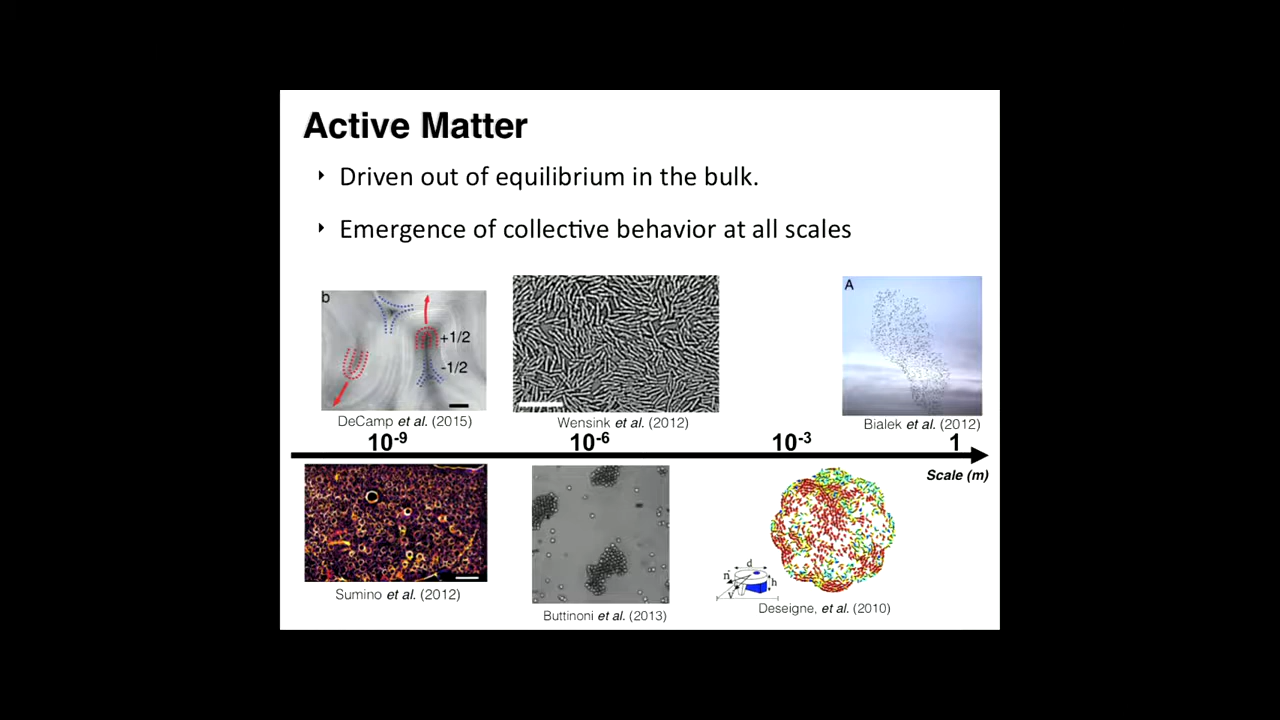 Active Matter
‣ Driven out of equilibrium in the bulk.
‣ Emergence of collective behavior at all scales
b
+1/2
-1/2
A
DeCamp et al. (2015)
Wensink et al. (2012)
Bialek et al. (2012)
10-9
10-6
10-3
1
Scale (m)
d
n
h
v
Sumino et al. (2012)
Buttinoni et al. (2013)
Deseigne, et al. (2010)